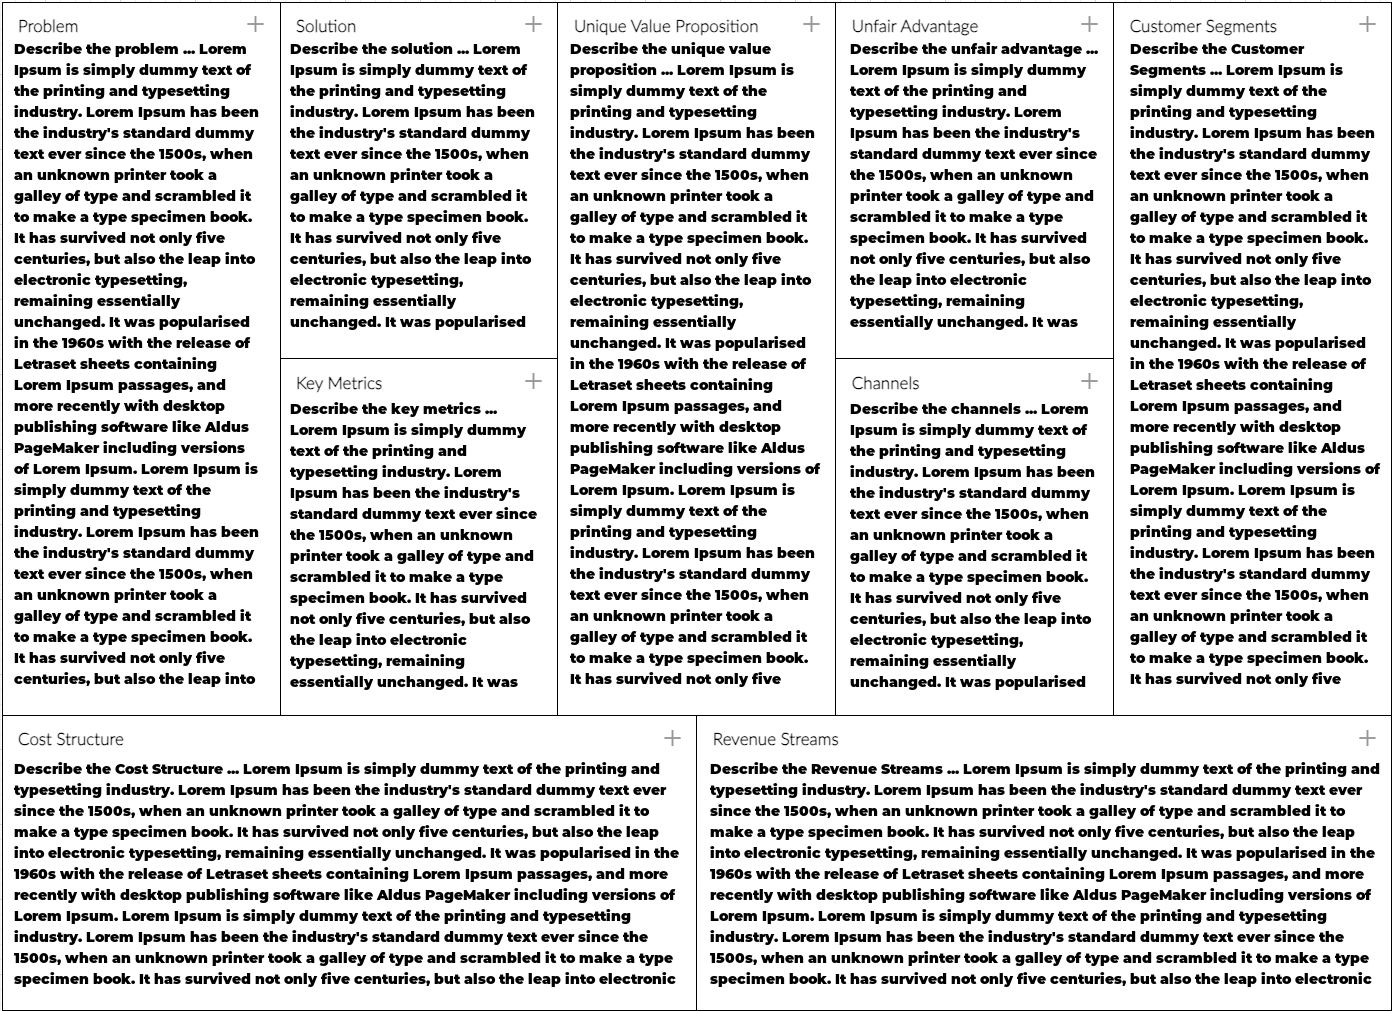 Problem
Describe the problem ... Lorem
Ipsum is simply dummy text of
the printing and typesetting
industry. Lorem Ipsum has been
the industry's standard dummy
text ever since the 1500s, when
an unknown printer took a
galley of type and scrambled it
to make a type specimen book.
It has survived not only five
centuries, but also the leap into
electronic typesetting,
remaining essentially
unchanged. It was popularised
in the 1960s with the release of
Letraset sheets containing
Lorem Ipsum passages, and
more recently with desktop
publishing software like Aldus
PageMaker including versions
of Lorem Ipsum. Lorem Ipsum is
simply dummy text of the
printing and typesetting
industry. Lorem Ipsum has been
the industry's standard dummy
text ever since the 1500s, when
an unknown printer took a
galley of type and scrambled it
to make a type specimen book.
It has survived not only five
centuries, but also the leap into
Solution
Describe the solution ... Lorem
Ipsum is simply dummy text of
the printing and typesetting
industry. Lorem Ipsum has been
the industry's standard dummy
text ever since the 1500s, when
an unknown printer took a
galley of type and scrambled it
to make a type specimen book.
It has survived not only five
centuries, but also the leap into
electronic typesetting,
remaining essentially
unchanged. It was popularised
Key Metrics
Describe the key metrics ...
Lorem Ipsum is simply dummy
text of the printing and
typesetting industry. Lorem
Ipsum has been the industry's
standard dummy text ever since
the 1500s, when an unknown
printer took a galley of type and
scrambled it to make a type
specimen book. It has survived
not only five centuries, but also
the leap into electronic
typesetting, remaining
essentially unchanged. It was
Unique Value Proposition
Describe the unique value
proposition ... Lorem Ipsum is
simply dummy text of the
printing and typesetting
industry. Lorem Ipsum has been
the industry's standard dummy
text ever since the 1500s, when
an unknown printer took a
galley of type and scrambled it
to make a type specimen book.
It has survived not only five
centuries, but also the leap into
electronic typesetting,
remaining essentially
unchanged. It was popularised
in the 1960s with the release of
Letraset sheets containing
Lorem Ipsum passages, and
more recently with desktop
publishing software like Aldus
PageMaker including versions of
Lorem Ipsum. Lorem Ipsum is
simply dummy text of the
printing and typesetting
industry. Lorem Ipsum has been
the industry's standard dummy
text ever since the 1500s, when
an unknown printer took a
galley of type and scrambled it
to make a type specimen book.
It has survived not only five
Unfair Advantage
Describe the unfair advantage ...
Lorem Ipsum is simply dummy
text of the printing and
typesetting industry. Lorem
Ipsum has been the industry's
standard dummy text ever since
the 1500s, when an unknown
printer took a galley of type and
scrambled it to make a type
specimen book. It has survived
not only five centuries, but also
the leap into electronic
typesetting, remaining
essentially unchanged. It was
Channels
Describe the channels ... Lorem
Ipsum is simply dummy text of
the printing and typesetting
industry. Lorem Ipsum has been
the industry's standard dummy
text ever since the 1500s, when
an unknown printer took a
galley of type and scrambled it
to make a type specimen book.
It has survived not only five
centuries, but also the leap into
electronic typesetting,
remaining essentially
unchanged. It was popularised
Customer Segments
Describe the Customer
Segments ... Lorem Ipsum is
simply dummy text of the
printing and typesetting
industry. Lorem Ipsum has been
the industry's standard dummy
text ever since the 1500s, when
an unknown printer took a
galley of type and scrambled it
to make a type specimen book.
It has survived not only five
centuries, but also the leap into
electronic typesetting,
remaining essentially
unchanged. It was popularised
in the 1960s with the release of
Letraset sheets containing
Lorem Ipsum passages, and
more recently with desktop
publishing software like Aldus
PageMaker including versions of
Lorem Ipsum. Lorem Ipsum is
simply dummy text of the
printing and typesetting
industry. Lorem Ipsum has been
the industry's standard dummy
text ever since the 1500s, when
an unknown printer took a
galley of type and scrambled it
to make a type specimen book.
It has survived not only five
Cost Structure
Describe the Cost Structure ... Lorem Ipsum is simply dummy text of the printing and
typesetting industry. Lorem Ipsum has been the industry's standard dummy text ever
since the 1500s, when an unknown printer took a galley of type and scrambled it to
make a type specimen book. It has survived not only five centuries, but also the leap
into electronic typesetting, remaining essentially unchanged. It was popularised in the
1960s with the release of Letraset sheets containing Lorem Ipsum passages, and more
recently with desktop publishing software like Aldus PageMaker including versions of
Lorem Ipsum. Lorem Ipsum is simply dummy text of the printing and typesetting
industry. Lorem Ipsum has been the industry's standard dummy text ever since the
1500s, when an unknown printer took a galley of type and scrambled it to make a type
specimen book. It has survived not only five centuries, but also the leap into electronic
Revenue Streams
Describe the Revenue Streams ... Lorem Ipsum is simply dummy text of the printing and
typesetting industry. Lorem Ipsum has been the industry's standard dummy text ever
since the 1500s, when an unknown printer took a galley of type and scrambled it to
make a type specimen book. It has survived not only five centuries, but also the leap
into electronic typesetting, remaining essentially unchanged. It was popularised in the
1960s with the release of Letraset sheets containing Lorem Ipsum passages, and more
recently with desktop publishing software like Aldus PageMaker including versions of
Lorem Ipsum. Lorem Ipsum is simply dummy text of the printing and typesetting
industry. Lorem Ipsum has been the industry's standard dummy text ever since the
1500s, when an unknown printer took a galley of type and scrambled it to make a type
specimen book. It has survived not only five centuries, but also the leap into electronic